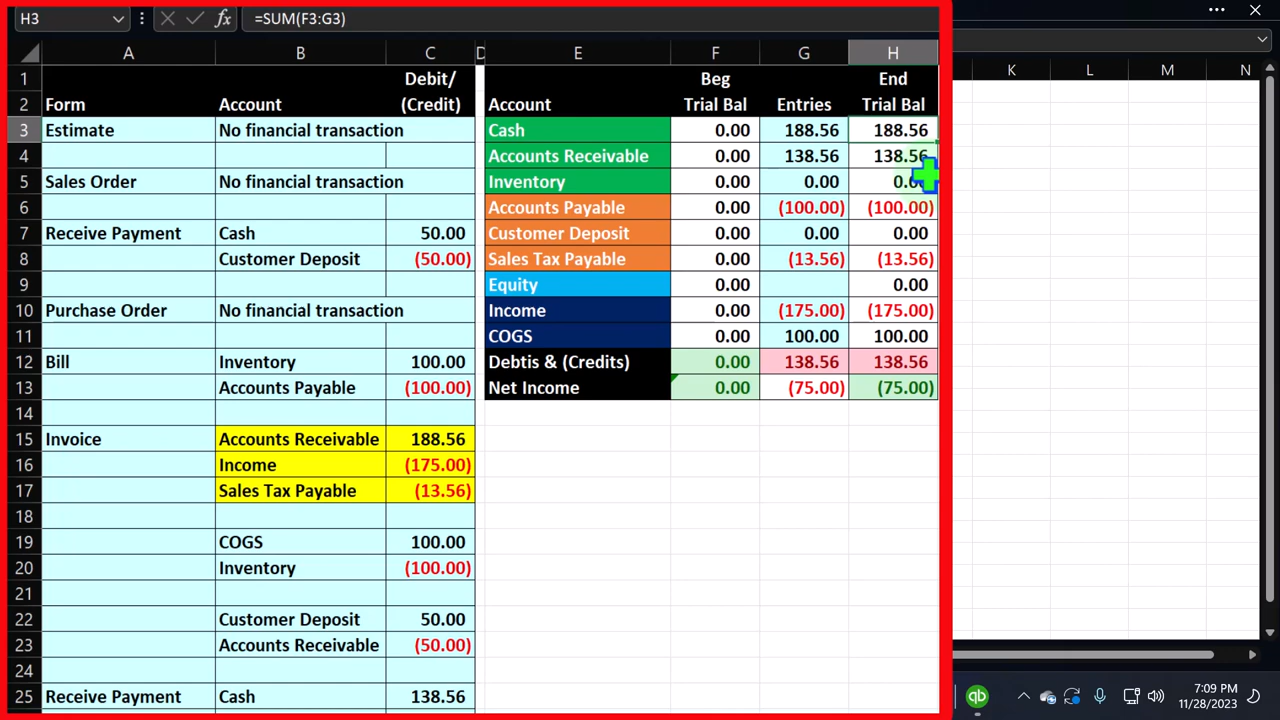 H3 =SUM(F3:G3)
A B C D E F G H K L M N
1 Debit/ Beg End
2 Form Account (Credit) Account Trial Bal Entries Trial Bal
3 Estimate No financial transaction Cash 0.00 188.56 188.56
4 Accounts Receivable 0.00 138.56 138.56
5 Sales Order No financial transaction Inventory 0.00 0.00
6 Accounts Payable 0.00 (100.00) (100.00)
7 Receive Payment Cash 50.00 Customer Deposit 0.00 0.00 0.00
8 Customer Deposit (50.00) Sales Tax Payable 0.00 (13.56) (13.56)
9 Equity 0.00 0.00
10 Purchase Order No financial transaction Income 0.00 (175.00) (175.00)
11 COGS 0.00 100.00 100.00
12 Bill Inventory 100.00 Debtis & (Credits) 0.00 138.56 138.56
13 Accounts Payable (100.00) Net Income 0.00 (75.00) (75.00)
14
15 Invoice Accounts Receivable 188.56
16 Income (175.00)
17 Sales Tax Payable (13.56)
18
19 COGS 100.00
20 Inventory (100.00)
21
22 Customer Deposit 50.00
23 Accounts Receivable (50.00)
24
25 Receive Payment Cash 138.56
7:09 PM
11/28/2023